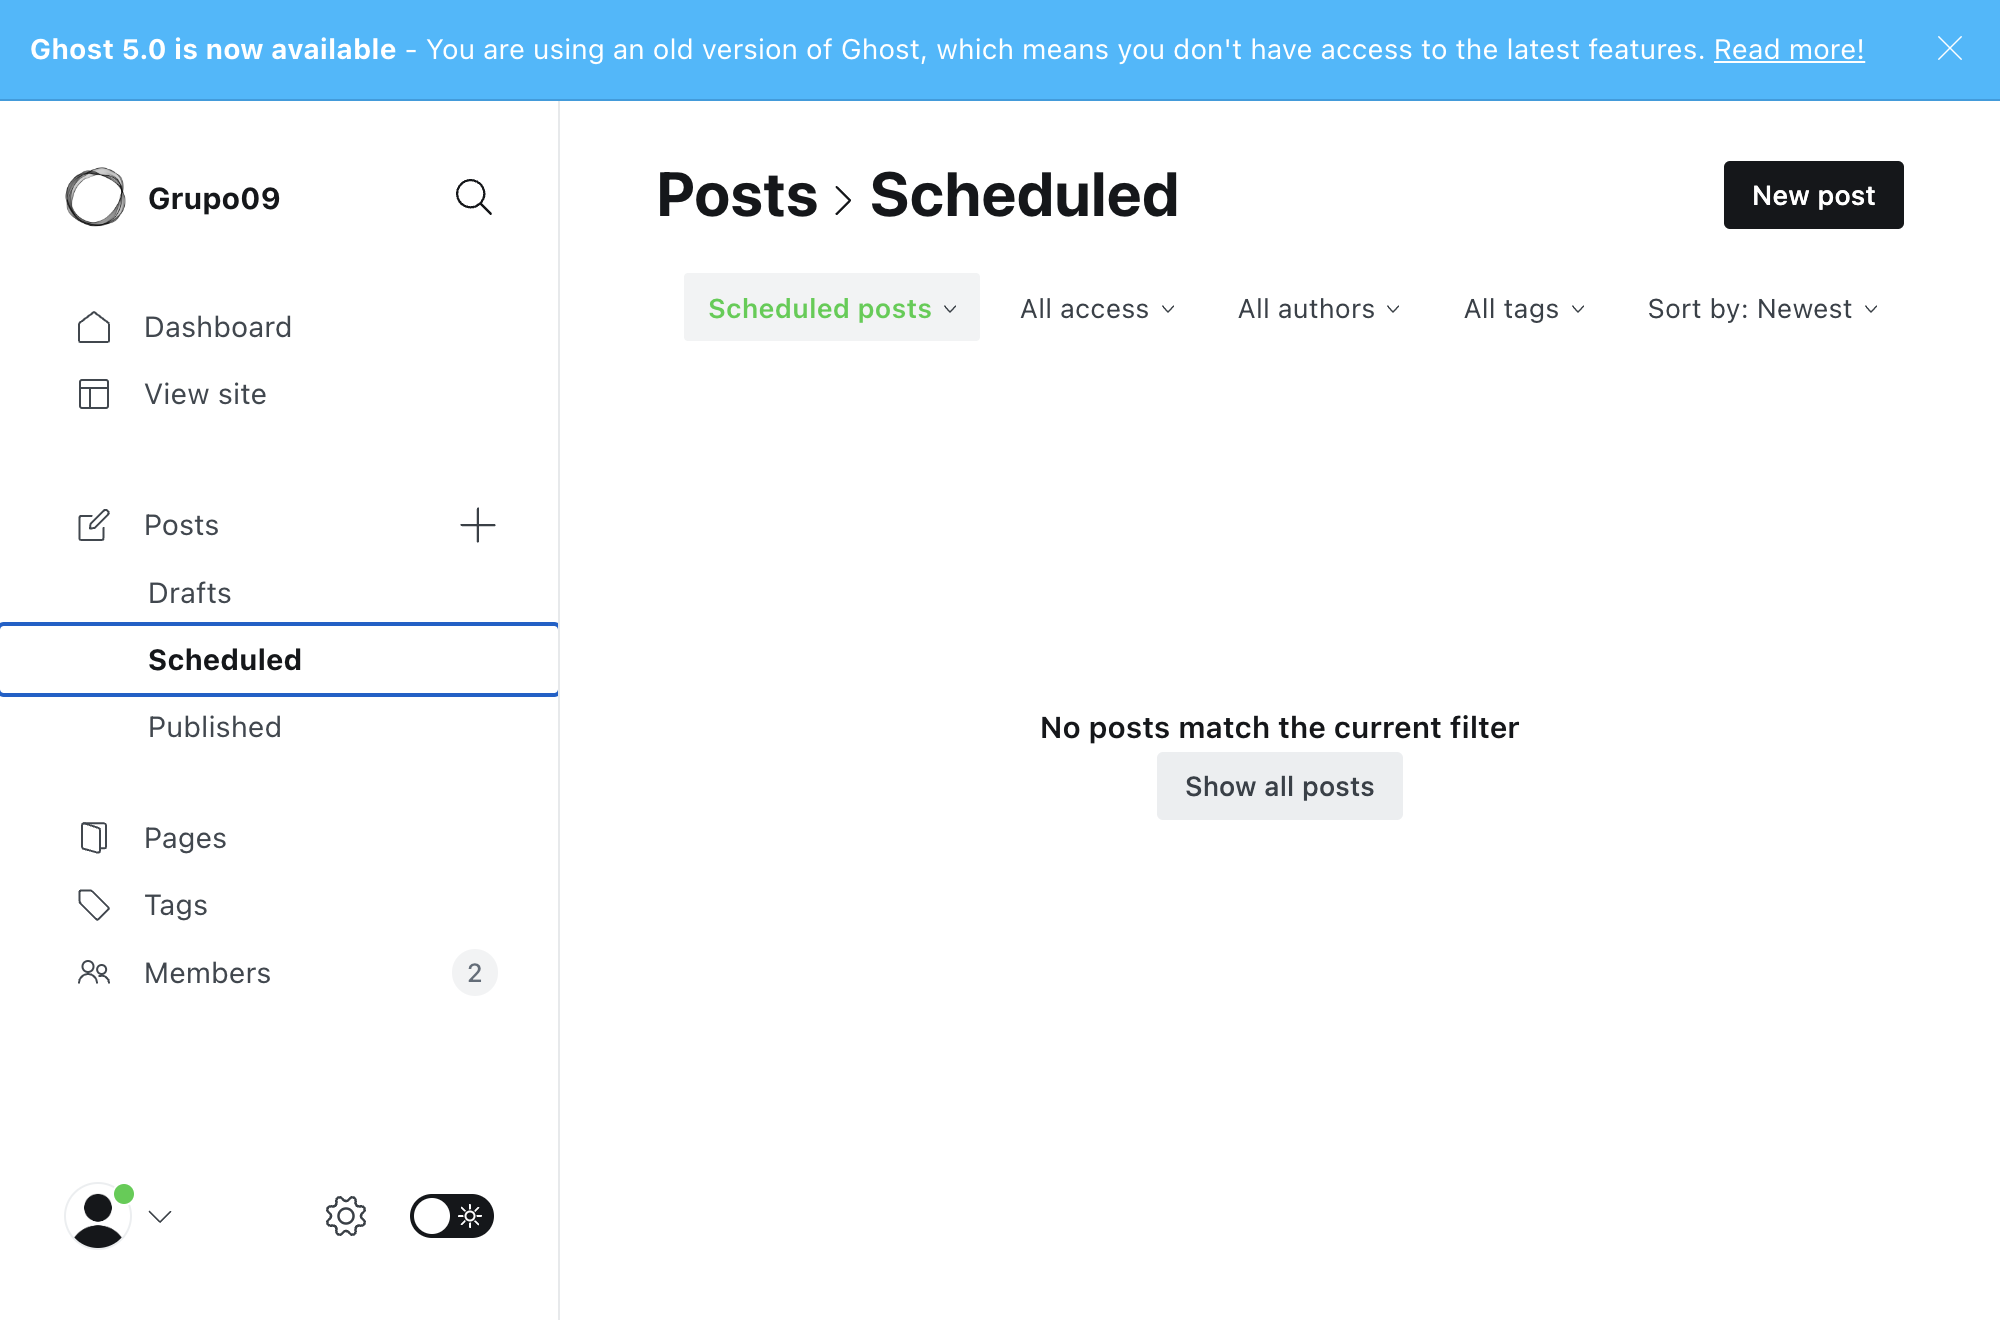 Ghost 5.0 is now available - You are using an old version of Ghost, which means you don't have access to the latest features. Read more!
Grupo09
Dashboard
View site
Posts
Drafts
Scheduled
Published
Pages
Tags
Members 2
Posts > Scheduled
New post
Scheduled posts All access All authors All tags Sort by: Newest
No posts match the current filter
Show all posts